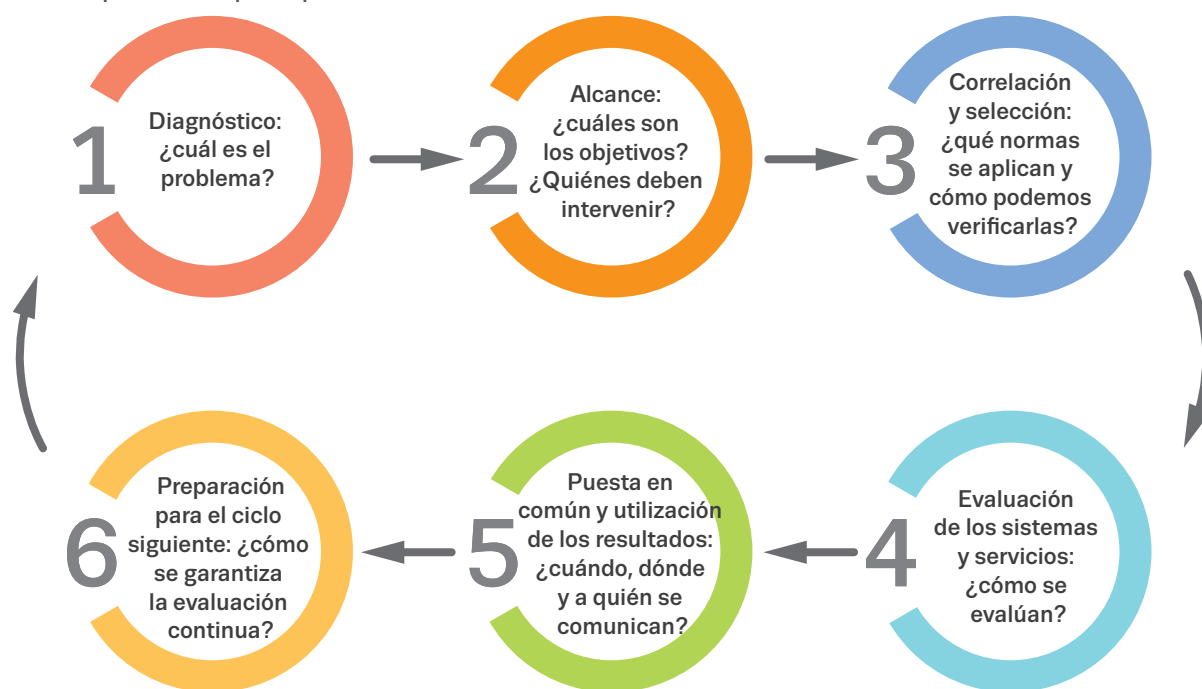 1
Diagnóstico:
¿cuál es el
problema?
2
Alcance:
¿cuáles son
los objetivos?
¿Quiénes deben
intervenir?
3
Correlación
y selección:
¿qué normas
se aplican y
cómo podemos
verificarlas?
4
Evaluación
de los sistemas
y servicios:
¿cómo se
evalúan?
5
Puesta en
común y utilización
de los resultados:
¿cuándo, dónde
y a quién se
comunican?
6
Preparación
para el ciclo
siguiente: ¿cómo
se garantiza
la evaluación
continua?